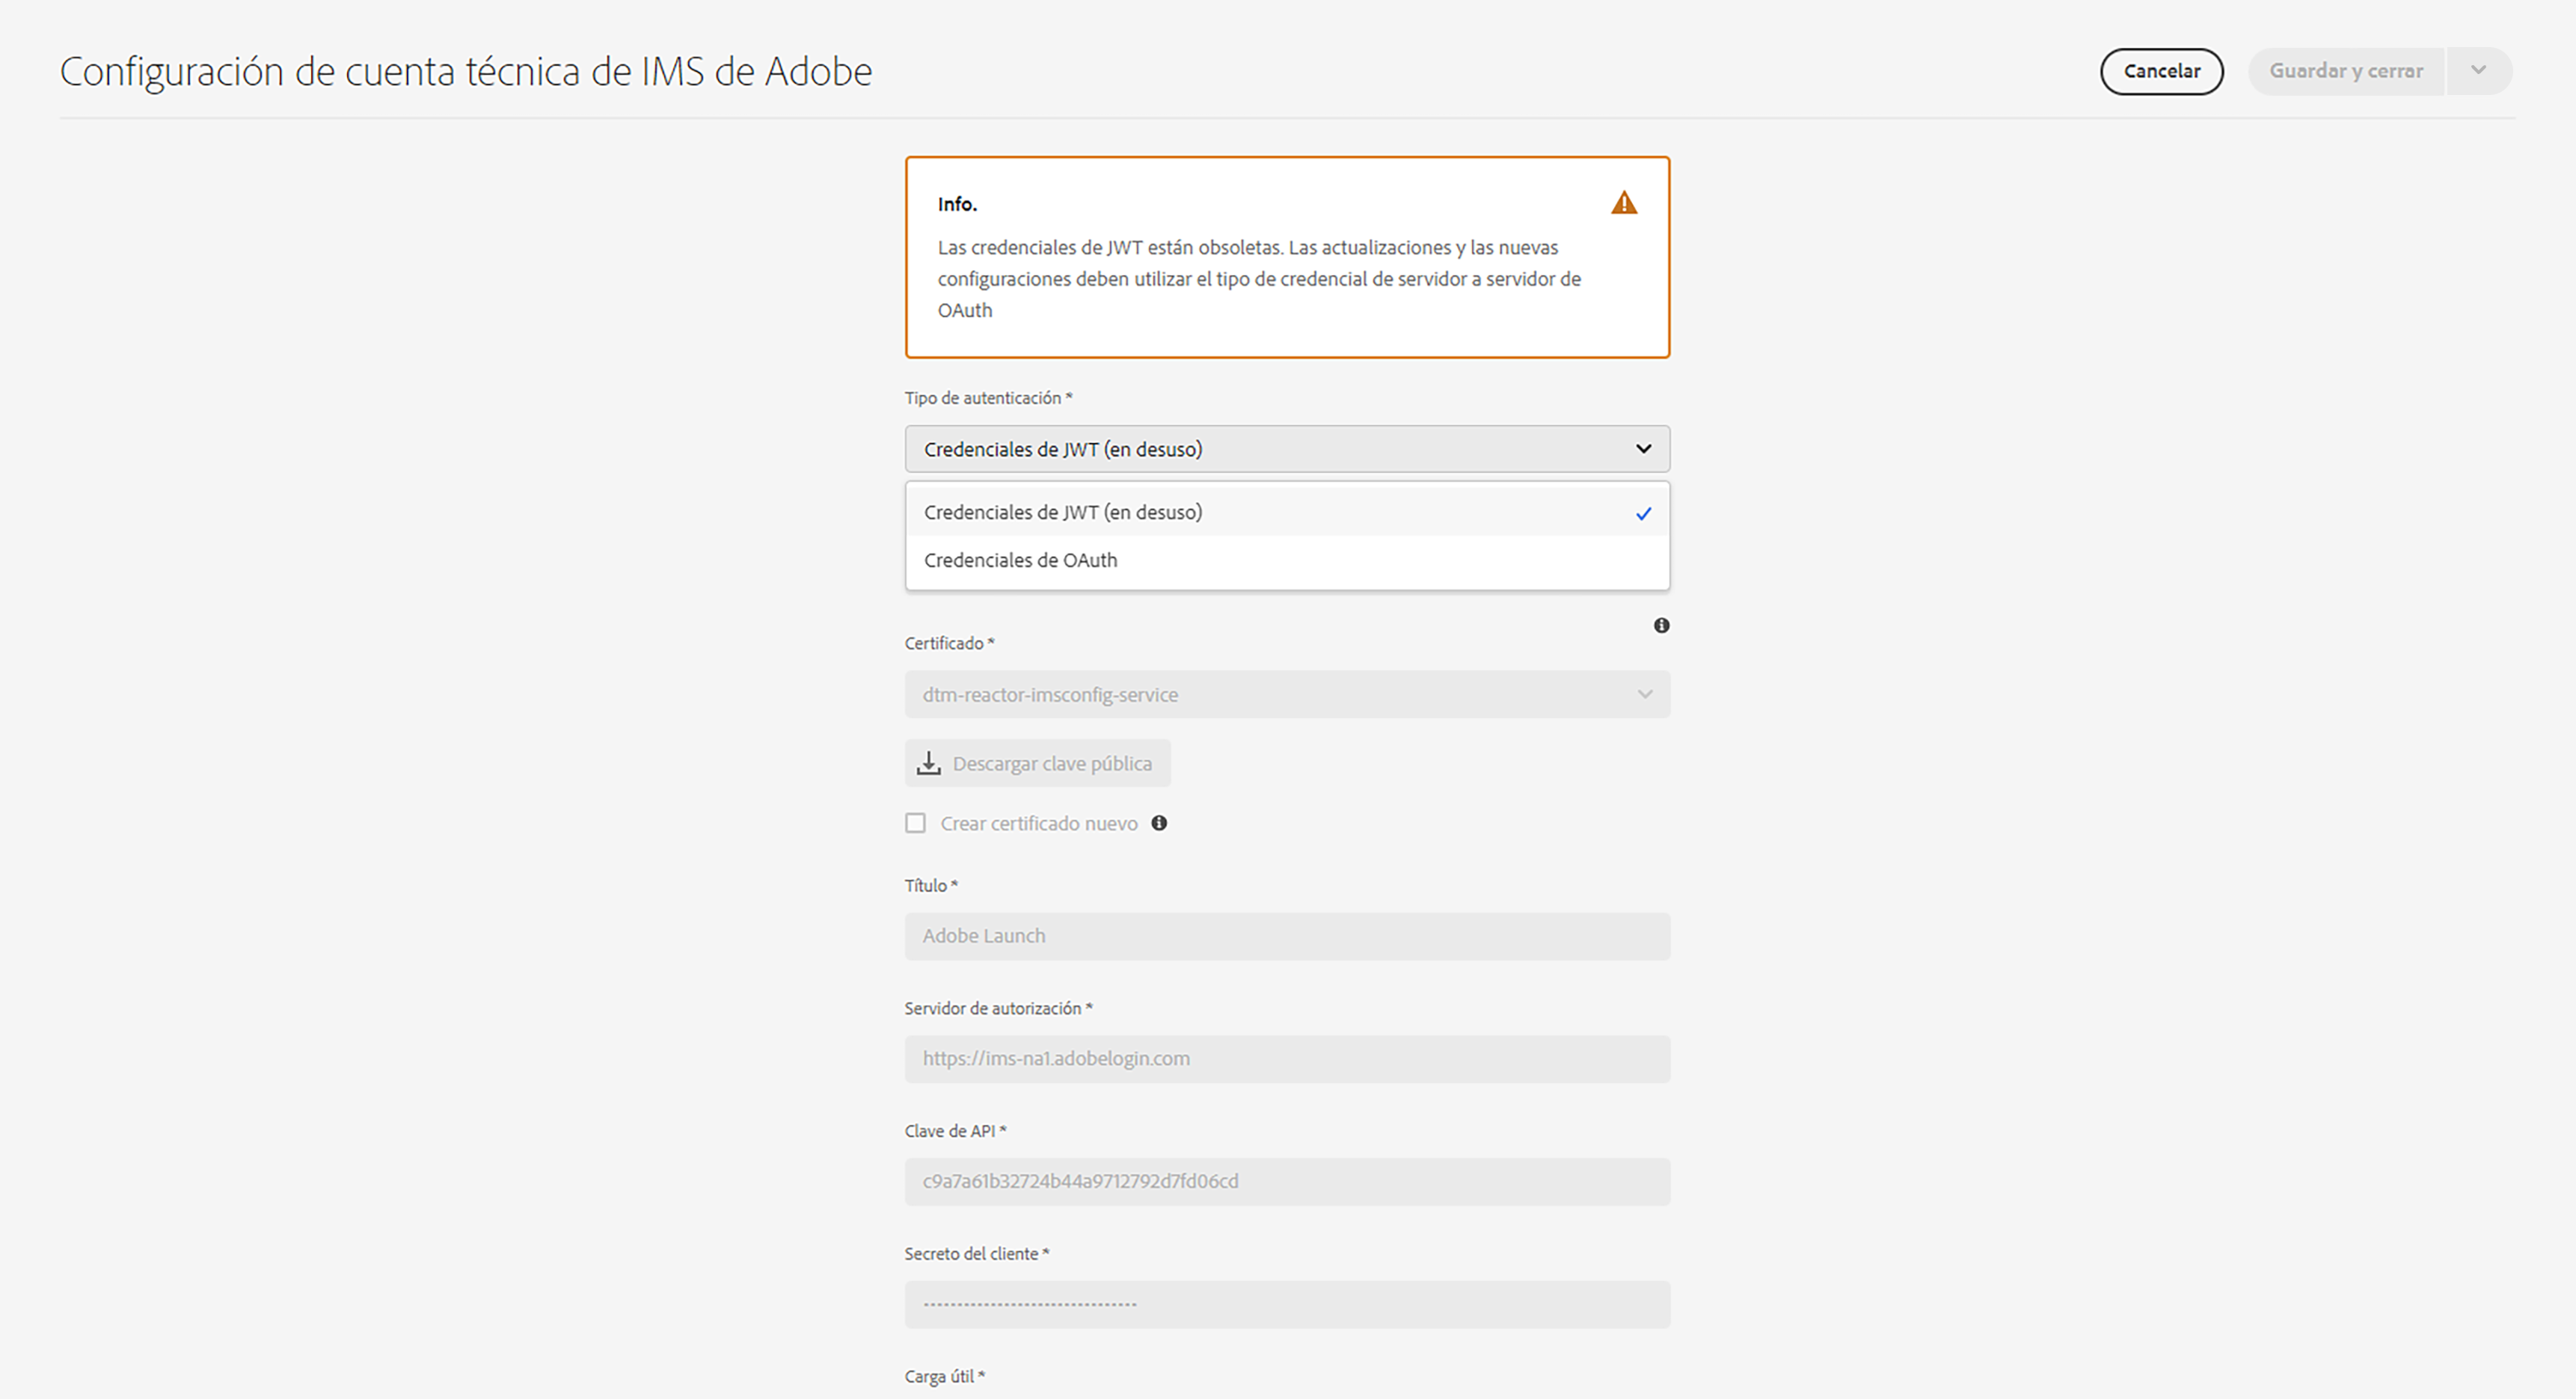 Configuración de cuenta técnica de IMS de Adobe
Cancelar
Guardar y cerrar
Info.
Las credenciales de JWT están obsoletas. Las actualizaciones y las nuevas
configuraciones deben utilizar el tipo de credencial de servidor a servidor de
OAuth
Tipo de autenticación *
Credenciales de JWT (en desuso)
Credenciales de JWT (en desuso)
Credenciales de OAuth
Certificado *
dtm-reactor-imsconfig-service
Descargar clave pública
Crear certificado nuevo
Título *
Adobe Launch
Servidor de autorización *
https://ims-na1.adobelogin.com
Clave de API *
c9a7a61b32724b44a9712792d7fd06cd
Secreto del cliente *
Carga útil *